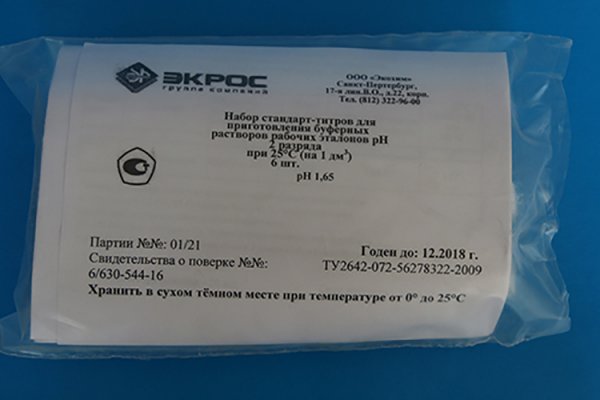 ЭКРОС
группа компаний
ООО «Экохим»
Санкт-Петербург,
17-я лин.В.О., д.22, корп.
Тел. (812) 322-96-00
Набор стандарт-титров для
приготовления буферных
растворов рабочих эталонов pH
2 разряда
при 25°С (на 1 дм³)
6 шт.
pH 1,65
Партии №№: 01/21
Годен до: 12.2018 г.
Свидетельства о поверке №№:
ТУ2642-072-56278322-2009
6/630-544-16
Хранить в сухом тёмном месте при температуре от 0° до 25°С